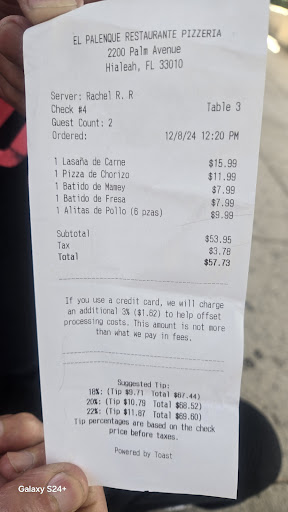 EL PALENQUE RESTAURANTE PIZZERIA
2200 Palm Avenue
Hialeah, FL 33010
Server: Rachel R. R
Check #4 Table 3
Guest Count: 2
Ordered: 12/8/24 12:20 PM
1 Lasaña de Carne $15.99
1 Pizza de Chorizo $11.99
1 Batido de Mamey $7.99
1 Batido de Fresa $7.99
1 Alitas de Pollo (6 pzas) $9.99
Subtotal $53.95
Tax $3.78
Total $57.73
If you use a credit card, we will charge
an additional 3% ($1.62) to help offset
processing costs. This amount is not more
than what we pay in fees.
Suggested Tip:
18%: (Tip $9.71 Total $67.44)
20%: (Tip $10.79 Total $68.52)
22%: (Tip $11.87 Total $69.60)
Tip percentages are based on the check
price before taxes.
Powered by Toast
Galaxy S24+